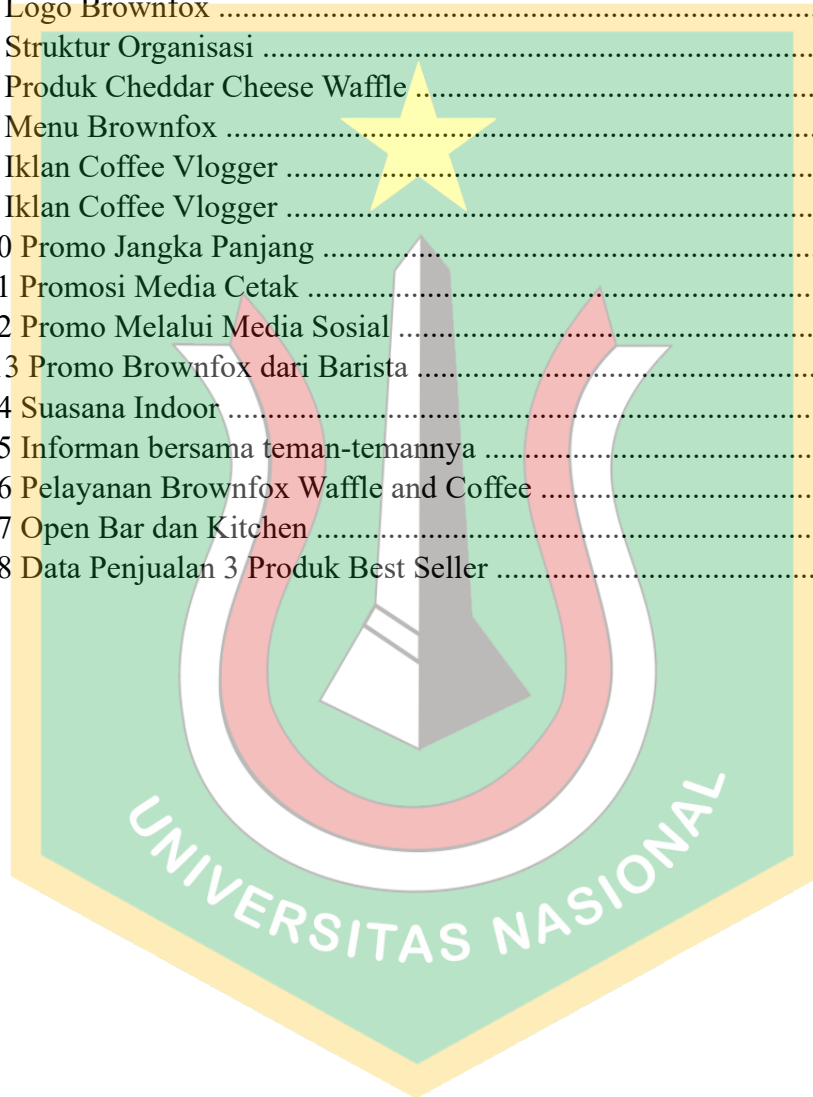 Logo Brownfox ................................................................
Struktur Organisasi ................................................................
Produk Cheddar Cheese Waffle ................................................................
Menu Brownfox ................................................................
Iklan Coffee Vlogger ................................................................
Iklan Coffee Vlogger ................................................................
0 Promo Jangka Panjang ................................................................
1 Promosi Media Cetak ................................................................
2 Promo Melalui Media Sosial ................................................................
13 Promo Brownfox dari Barista ................................................................
4 Suasana Indoor ................................................................
5 Informan bersama teman-temannya ................................................................
6 Pelayanan Brownfox Waffle and Coffee ................................................................
7 Open Bar dan Kitchen ................................................................
8 Data Penjualan 3 Produk Best Seller ................................................................
UNIVERSITAS NASIONAL